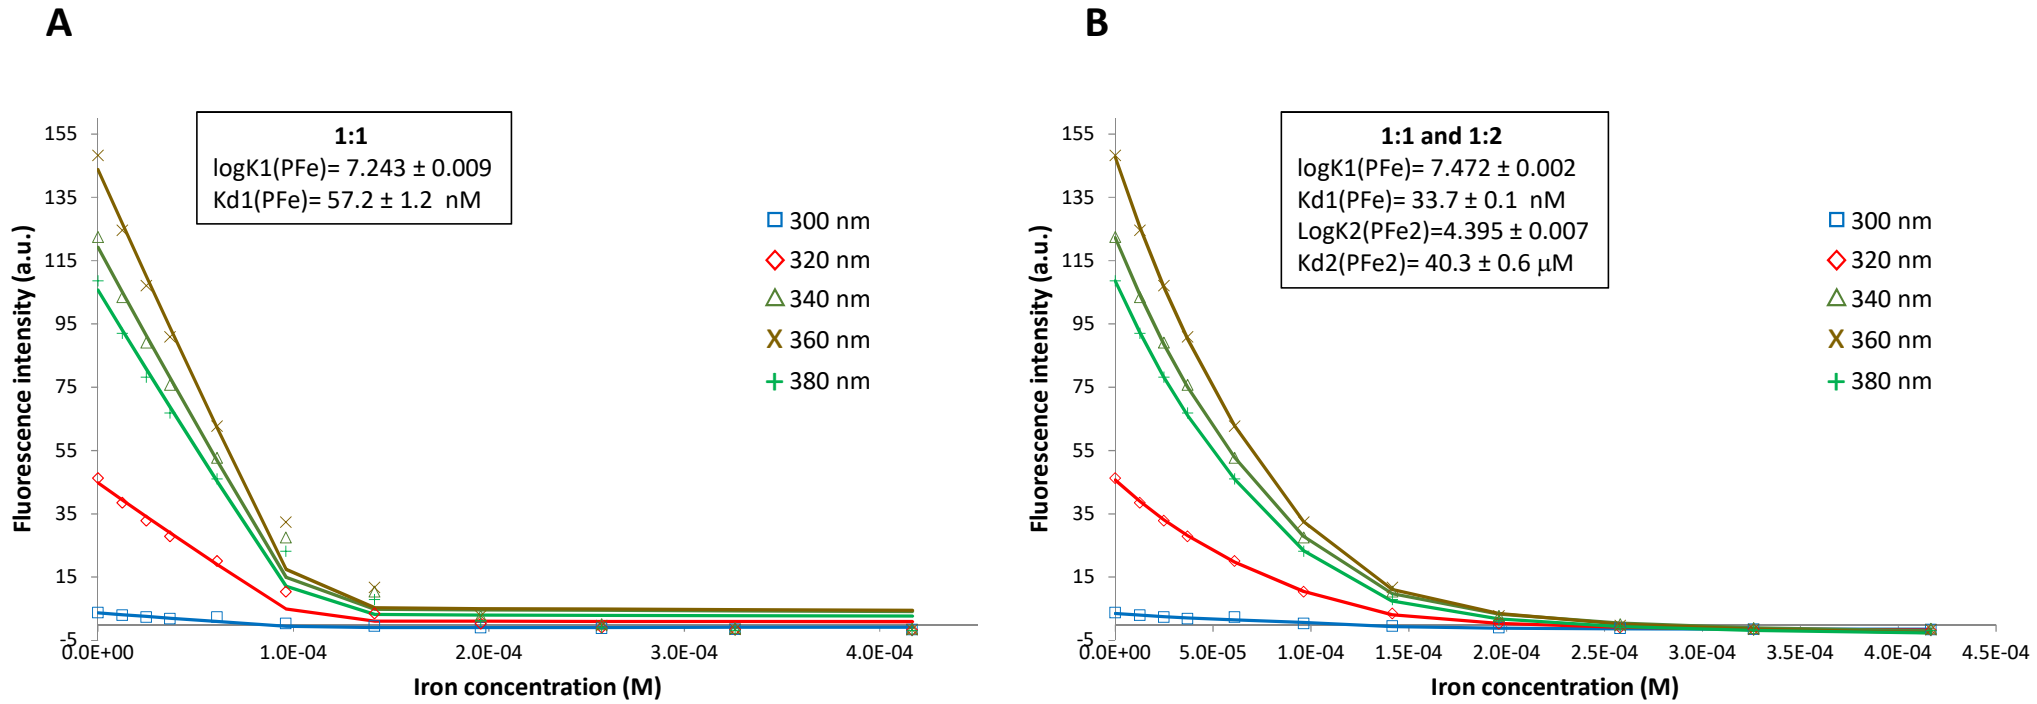 A
1:1
logK1(PFe)= 7.243 ± 0.009
Kd1(PFe)= 57.2 ± 1.2 nM
155
135
115
95
75
55
35
15
-5
Fluorescence intensity (a.u.)
300 nm
320 nm
340 nm
360 nm
380 nm
0.0E+00 1.0E-04 2.0E-04 3.0E-04 4.0E-04
Iron concentration (M)
B
1:1 and 1:2
logK1(PFe)= 7.472 ± 0.002
Kd1(PFe)= 33.7 ± 0.1 nM
LogK2(PFe2)=4.395 ± 0.007
Kd2(PFe2)= 40.3 ± 0.6 μM
155
135
115
95
75
55
35
15
-5
Fluorescence intensity (a.u.)
300 nm
320 nm
340 nm
360 nm
380 nm
0.0E+00 5.0E-05 1.0E-04 1.5E-04 2.0E-04 2.5E-04 3.0E-04 3.5E-04 4.0E-04 4.5E-04
Iron concentration (M)